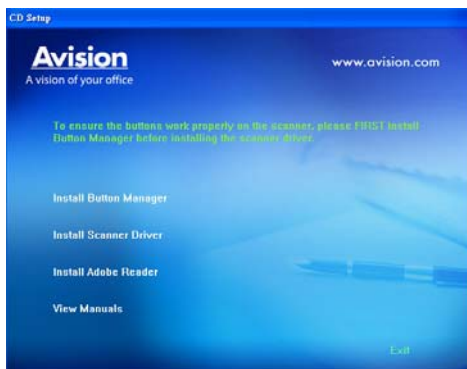 CD Setup
Avision
A vision of your office
www.avision.com
To ensure the buttons work properly on the scanner, please FIRST install
Button Manager before installing the scanner driver.
Install Button Manager
Install Scanner Driver
Install Adobe Reader
View Manuals
Exit